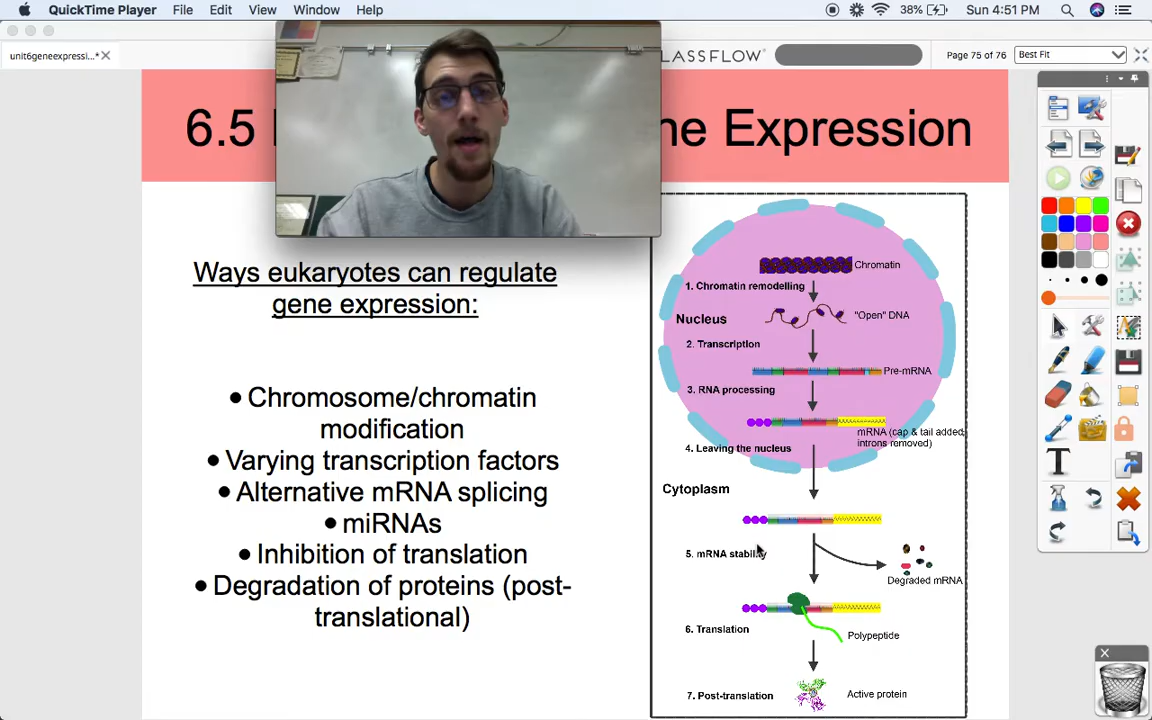 QuickTime Player File Edit View Window Help 38% Sun 4:51 PM
unit6geneexpressi...*
LASSFLOW
Page 75 of 76
Best Fit
6.5
ne Expression
Ways eukaryotes can regulate
gene expression:
• Chromosome/chromatin
modification
• Varying transcription factors
• Alternative mRNA splicing
• miRNAs
• Inhibition of translation
• Degradation of proteins (post-
translational)
Chromatin
1. Chromatin remodelling
Nucleus
"Open" DNA
2. Transcription
Pre-mRNA
3. RNA processing
mRNA (cap & tail added;
introns removed)
4. Leaving the nucleus
Cytoplasm
5. mRNA stability
Degraded mRNA
6. Translation
Polypeptide
7. Post-translation
Active protein
T